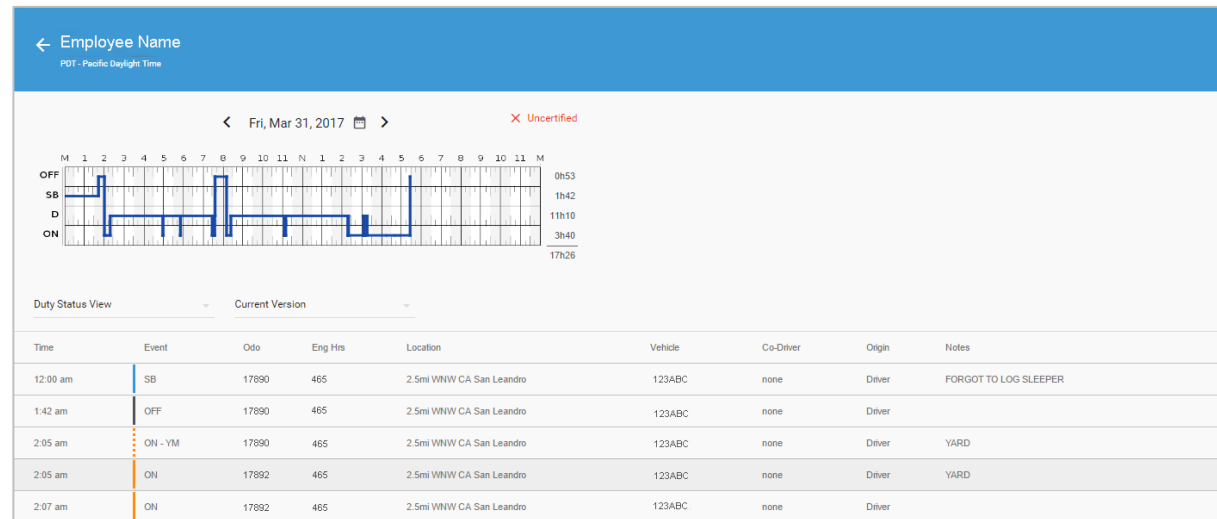 Employee Name
PDT - Pacific Daylight Time
Fri, Mar 31, 2017
Uncertified
M 1 2 3 4 5 6 7 8 9 10 11 N 1 2 3 4 5 6 7 8 9 10 11 M
OFF 0h53
SB 1h42
D 11h10
ON 3h40
17h26
Duty Status View Current Version
Time Event Odo Eng Hrs Location Vehicle Co-Driver Origin Notes
12:00 am SB 17890 465 2.5mi WNW CA San Leandro 123ABC none Driver FORGOT TO LOG SLEEPER
1:42 am OFF 17890 465 2.5mi WNW CA San Leandro 123ABC none Driver
2:05 am ON - YM 17890 465 2.5mi WNW CA San Leandro 123ABC none Driver YARD
2:05 am ON 17892 465 2.5mi WNW CA San Leandro 123ABC none Driver YARD
2:07 am ON 17892 465 2.5mi WNW CA San Leandro 123ABC none Driver